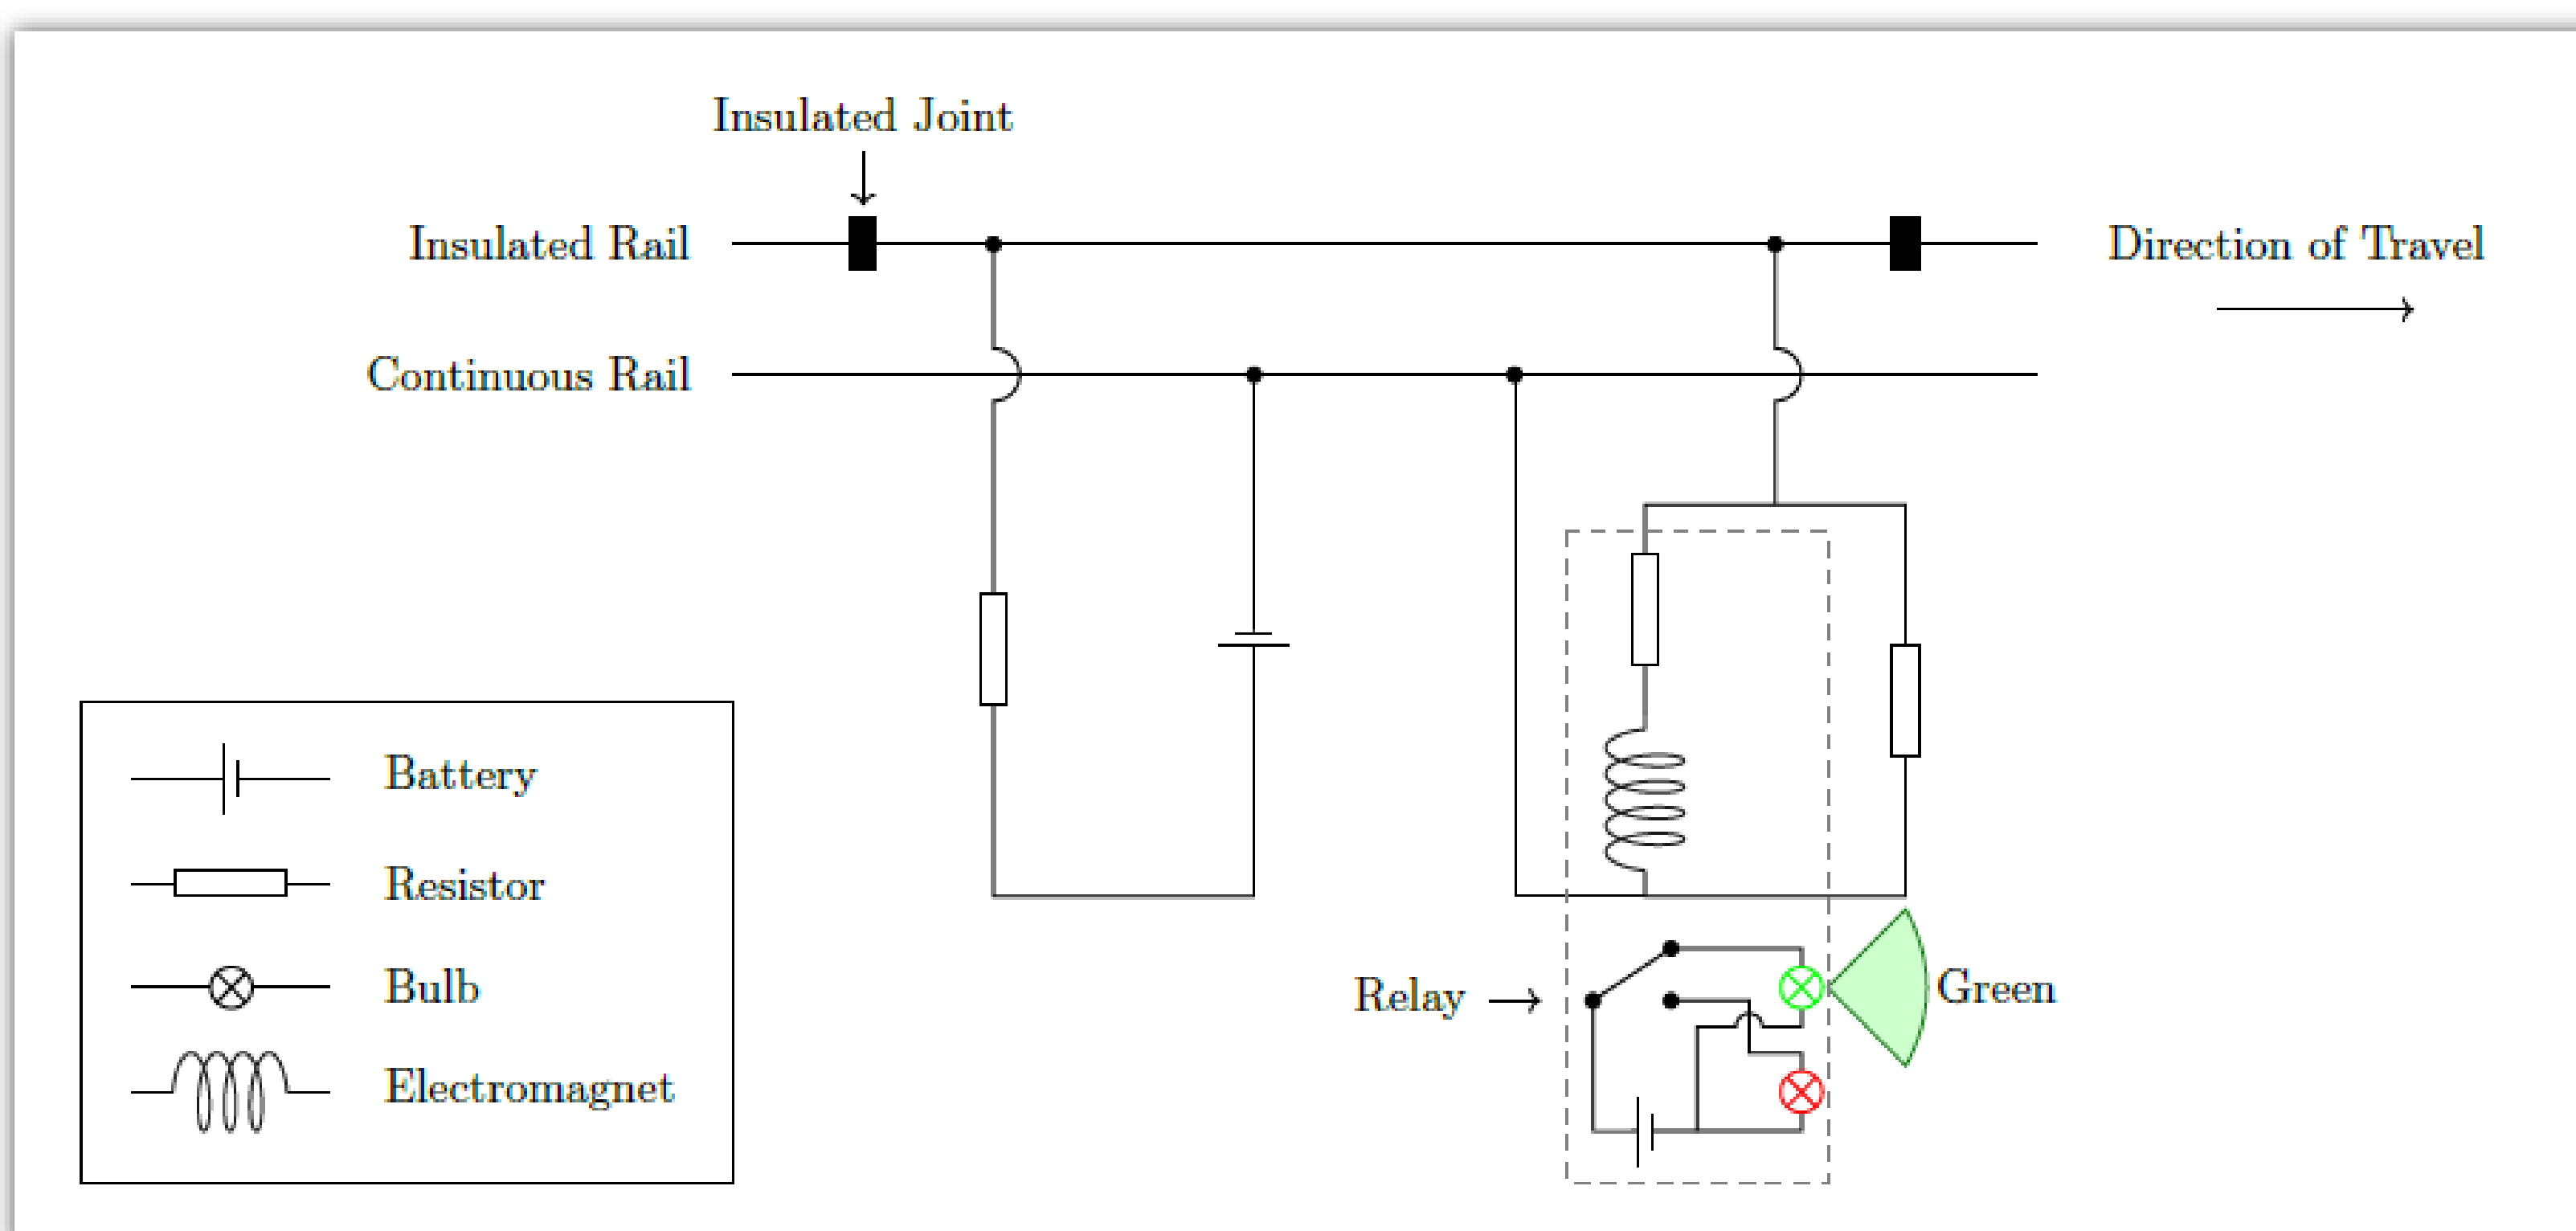 Insulated Joint
Insulated Rail
Direction of Travel
Continuous Rail
Battery
Resistor
Bulb
Electromagnet
Relay
Green